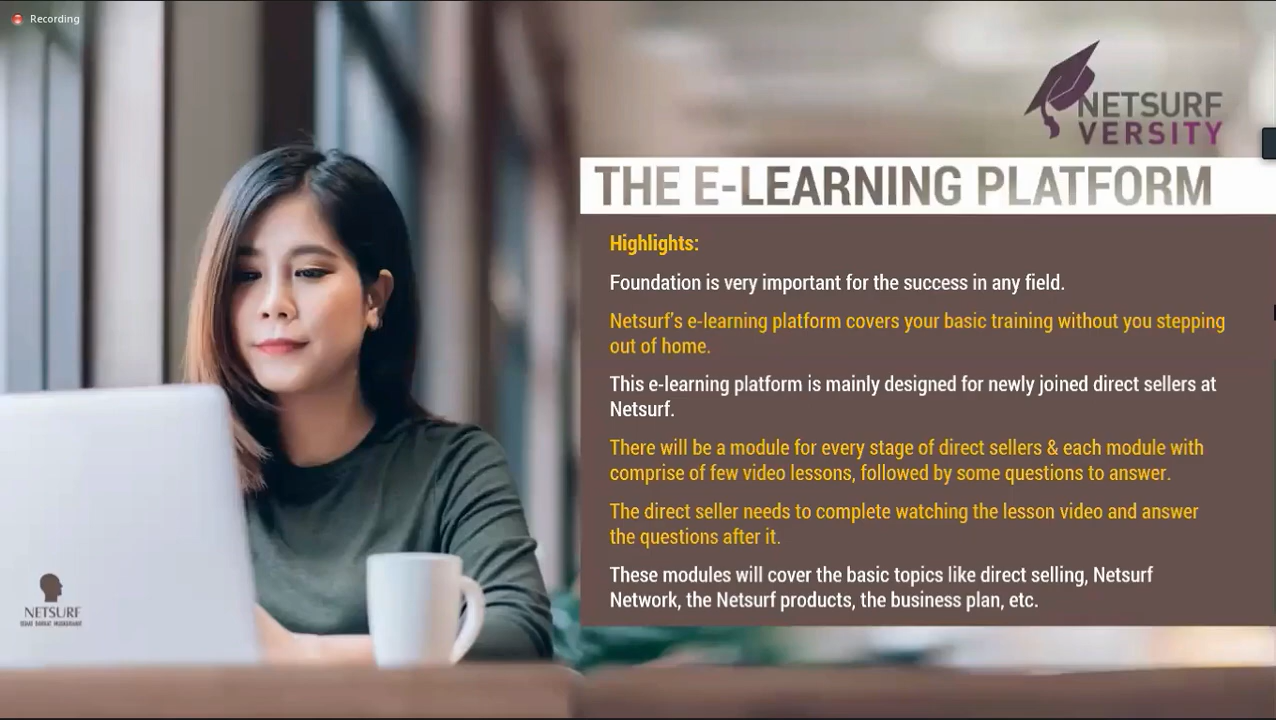 Recording
NETSURF
VERSITY
THE E-LEARNING PLATFORM
Highlights:
Foundation is very important for the success in any field.
Netsurf's e-learning platform covers your basic training without you stepping
out of home.
This e-learning platform is mainly designed for newly joined direct sellers at
Netsurf.
There will be a module for every stage of direct sellers & each module with
comprise of few video lessons, followed by some questions to answer.
The direct seller needs to complete watching the lesson video and answer
the questions after it.
These modules will cover the basic topics like direct selling, Netsurf
Network, the Netsurf products, the business plan, etc.
NETSURF